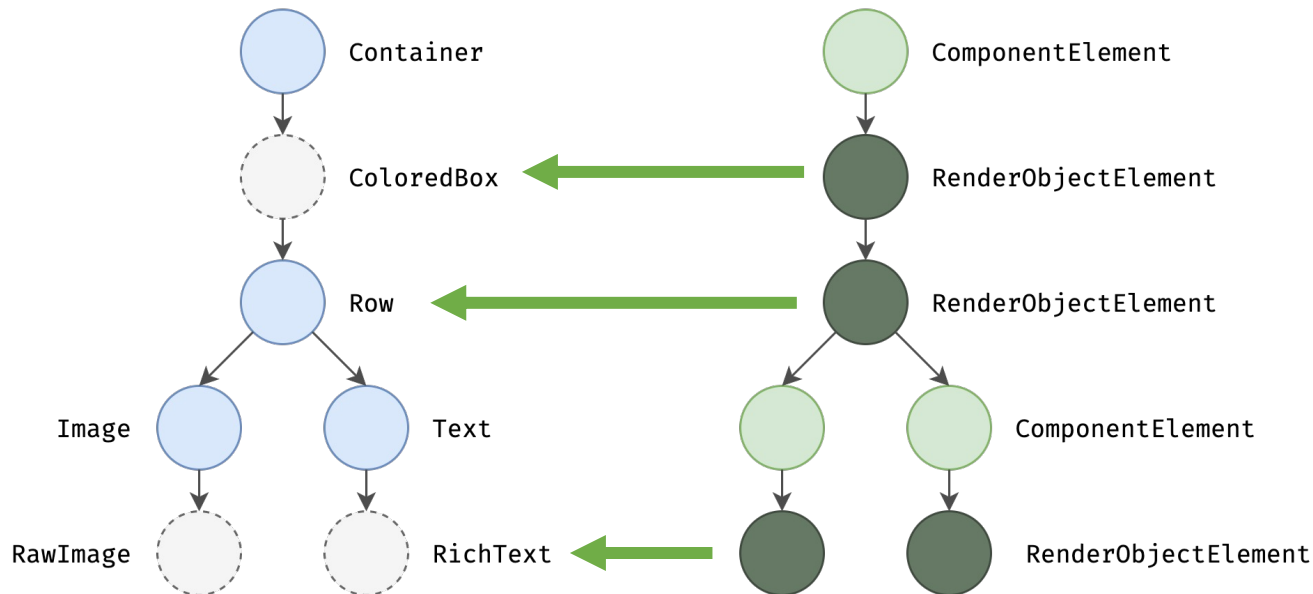 Container
ComponentElement
ColoredBox
RenderObjectElement
Row
RenderObjectElement
Image
Text
ComponentElement
RawImage
RichText
RenderObjectElement